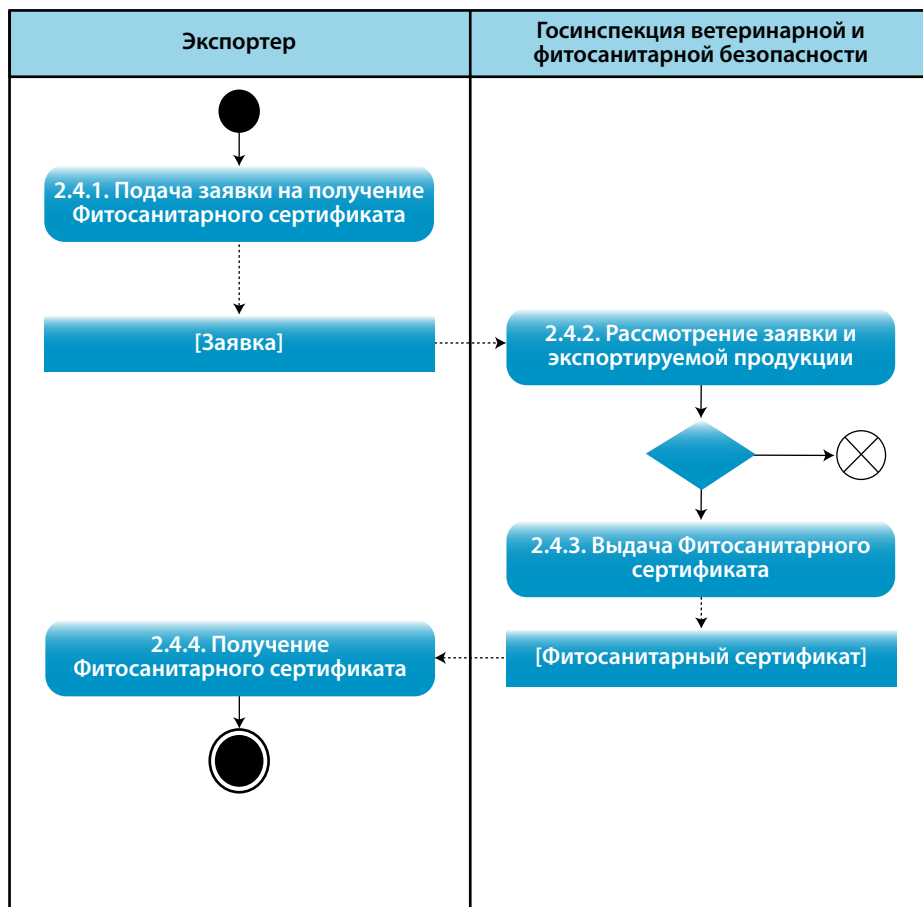 Экспортер
Госинспекция ветеринарной и
фитосанитарной безопасности
2.4.1. Подача заявки на получение
Фитосанитарного сертификата
[Заявка]
2.4.2. Рассмотрение заявки и
экспортируемой продукции
2.4.3. Выдача Фитосанитарного
сертификата
[Фитосанитарный сертификат]
2.4.4. Получение
Фитосанитарного сертификата